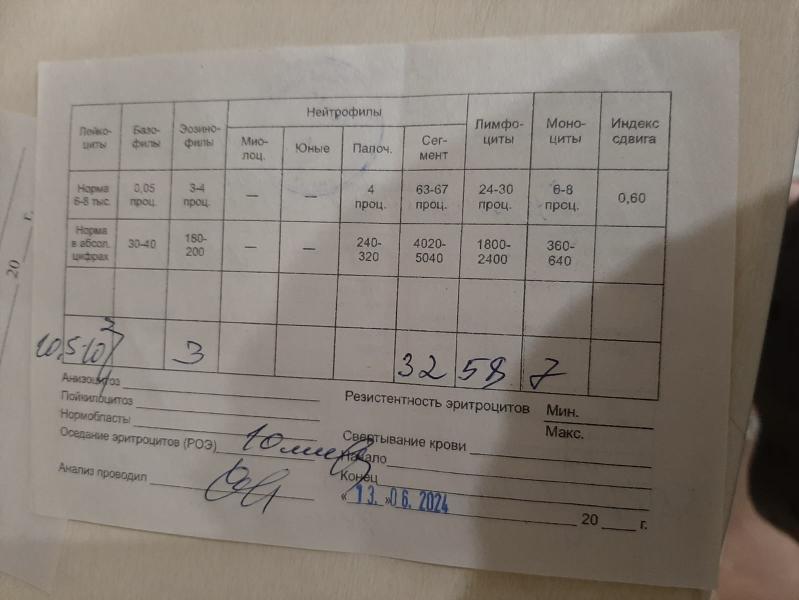 Лейко-циты Базо-филы Эозино-филы Нейтрофилы Лимфо-циты Моно-циты Индекс сдвига
Мио-лоц. Юные Палоч. Сег-мент
Норма 6-8 тыс. 0,05 проц. 3-4 проц. — — 4 проц. 63-67 проц. 24-30 проц. 6-8 проц. 0,60
Норма в абсол. цифрах 30-40 180-200 — — 240-320 4020-5040 1800-2400 360-640
10,5·10 3 32 58 7
Анизоцитоз
Пойкилоцитоз
Нормобласты
Оседание эритроцитов (РОЭ) 10
Анализ проводил
Резистентность эритроцитов Мин.
Макс.
Свертывание крови
Начало
Конец
« 13. » 06. 2024
20 г.
20 г.